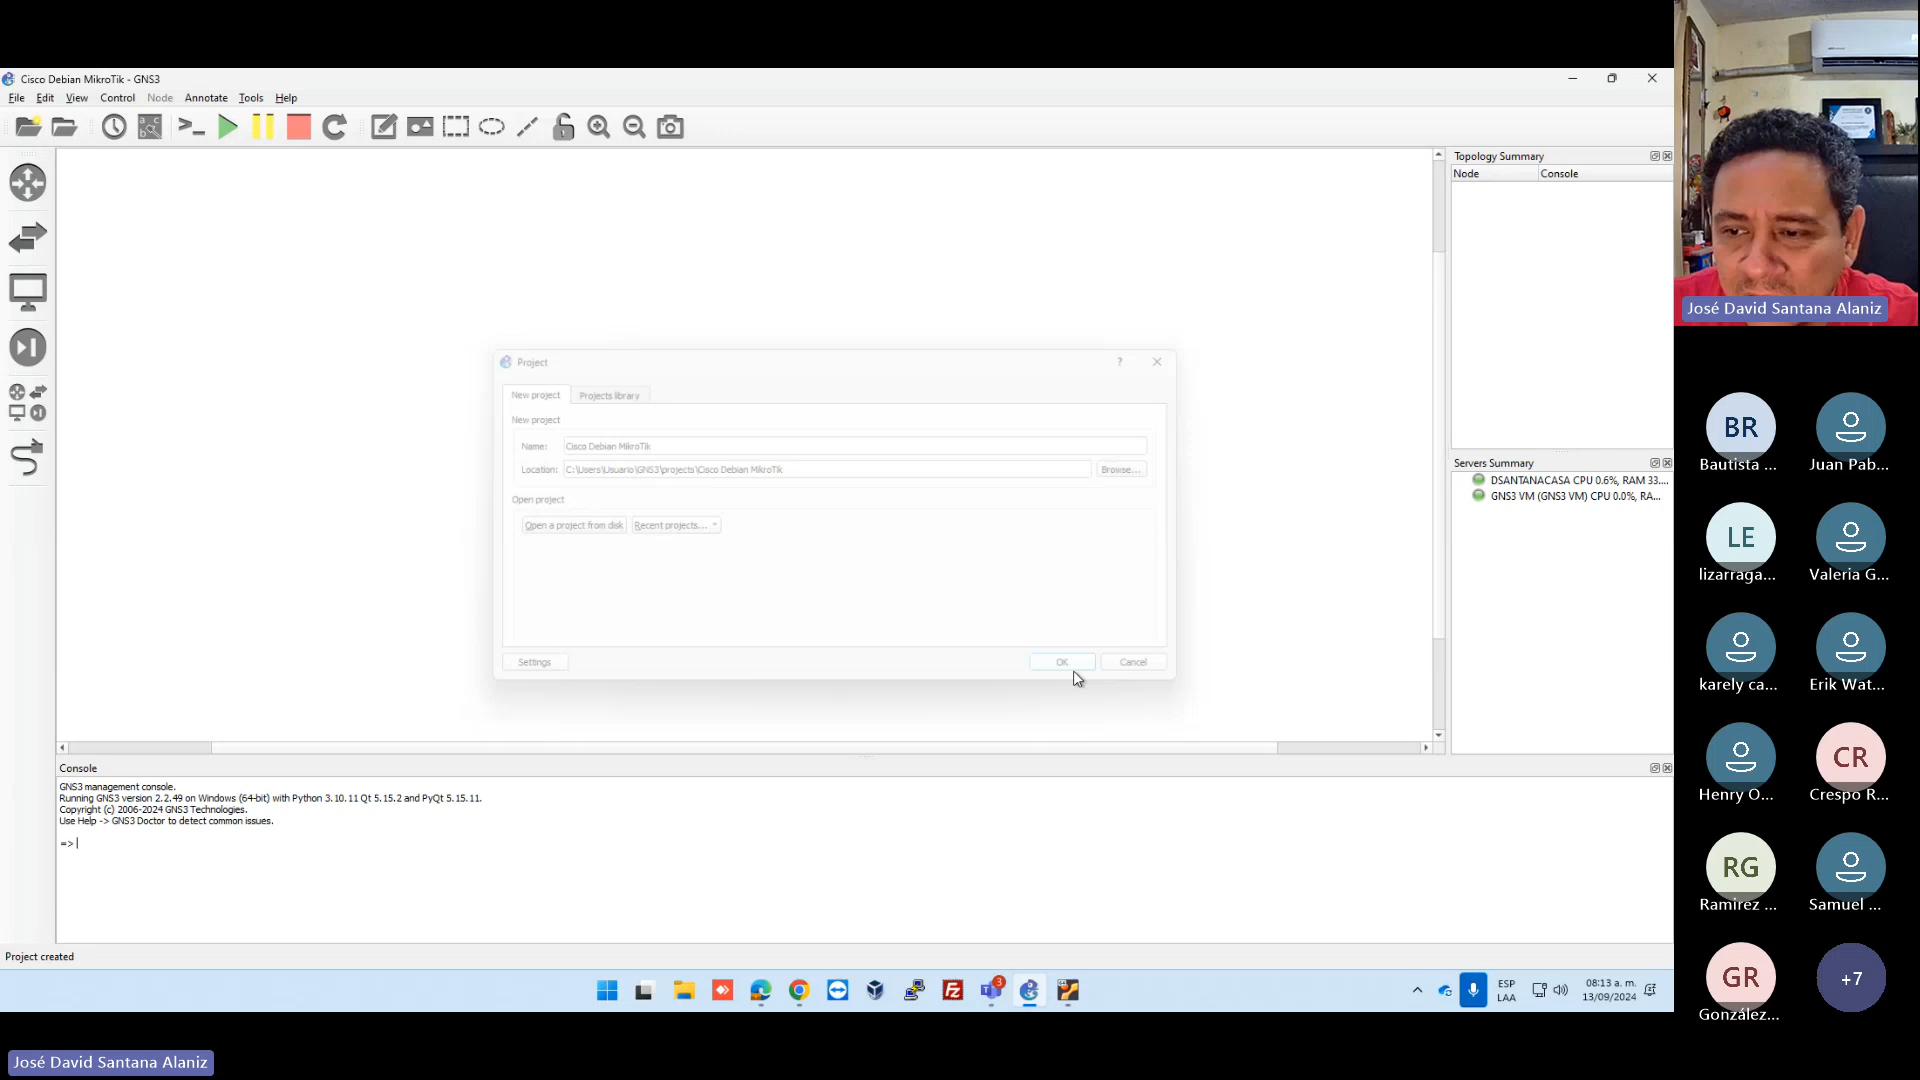 Cisco Debian MikroTik - GNS3
File Edit View Control Node Annotate Tools Help
Topology Summary
Node Console
Project
?
New project Projects library
New project
Name: Cisco Debian MikroTik
Location: C:\Users\Usuario\GNS3\projects\Cisco Debian MikroTik Browse...
Open project
Open a project from disk Recent projects...
Settings OK Cancel
Servers Summary
DSANTANACASA CPU 0.6%, RAM 33....
GNS3 VM (GNS3 VM) CPU 0.0%, RA...
Console
GNS3 management console.
Running GNS3 version 2.2.49 on Windows (64-bit) with Python 3.10.11 Qt 5.15.2 and PyQt 5.15.11.
Copyright (c) 2006-2024 GNS3 Technologies.
Use Help -> GNS3 Doctor to detect common issues.
=>
Project created
3
ESP
LAA
08:13 a. m.
13/09/2024
José David Santana Alaniz
BR
Bautista ... Juan Pab...
LE
lizarraga... Valeria G...
karely ca... Erik Wat...
CR
Henry O... Crespo R...
RG
Ramirez ... Samuel ...
GR +7
González...
José David Santana Alaniz